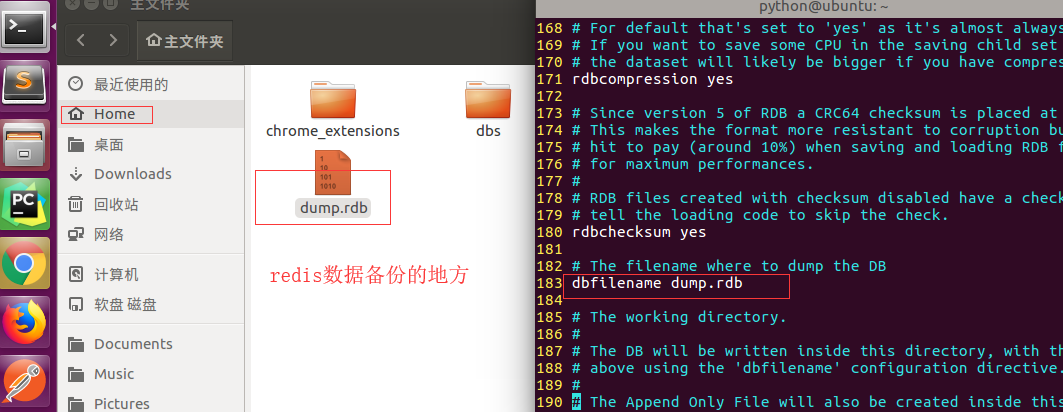 主文件夹
python@ubuntu: ~
主文件夹
最近使用的
Home
桌面
Downloads
回收站
网络
计算机
软盘 磁盘
Documents
Music
Pictures
chrome_extensions
dbs
1
10
101
1010
dump.rdb
redis数据备份的地方
PC
168 # For default that's set to 'yes' as it's almost always
169 # If you want to save some CPU in the saving child set
170 # the dataset will likely be bigger if you have compres
171 rdbcompression yes
172
173 # Since version 5 of RDB a CRC64 checksum is placed at
174 # This makes the format more resistant to corruption bu
175 # hit to pay (around 10%) when saving and loading RDB f
176 # for maximum performances.
177 #
178 # RDB files created with checksum disabled have a check
179 # tell the loading code to skip the check.
180 rdbchecksum yes
181
182 # The filename where to dump the DB
183 dbfilename dump.rdb
184
185 # The working directory.
186 #
187 # The DB will be written inside this directory, with th
188 # above using the 'dbfilename' configuration directive.
189 #
190 # The Append Only File will also be created inside this